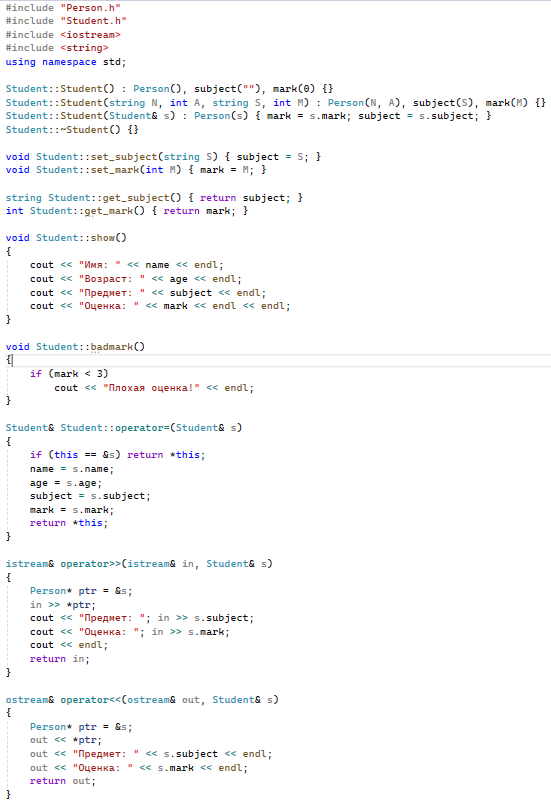 #include "Person.h"
#include "Student.h"
#include <iostream>
#include <string>
using namespace std;

Student::Student() : Person(), subject(""), mark(0) {}
Student::Student(string N, int A, string S, int M) : Person(N, A), subject(S), mark(M) {}
Student::Student(Student& s) : Person(s) { mark = s.mark; subject = s.subject; }
Student::~Student() {}

void Student::set_subject(string S) { subject = S; }
void Student::set_mark(int M) { mark = M; }

string Student::get_subject() { return subject; }
int Student::get_mark() { return mark; }

void Student::show()
{
    cout << "Имя: " << name << endl;
    cout << "Возраст: " << age << endl;
    cout << "Предмет: " << subject << endl;
    cout << "Оценка: " << mark << endl << endl;
}

void Student::badmark()
{
    if (mark < 3)
        cout << "Плохая оценка!" << endl;
}

Student& Student::operator=(Student& s)
{
    if (this == &s) return *this;
    name = s.name;
    age = s.age;
    subject = s.subject;
    mark = s.mark;
    return *this;
}

istream& operator>>(istream& in, Student& s)
{
    Person* ptr = &s;
    in >> *ptr;
    cout << "Предмет: "; in >> s.subject;
    cout << "Оценка: "; in >> s.mark;
    cout << endl;
    return in;
}

ostream& operator<<(ostream& out, Student& s)
{
    Person* ptr = &s;
    out << *ptr;
    out << "Предмет: " << s.subject << endl;
    out << "Оценка: " << s.mark << endl;
    return out;
}